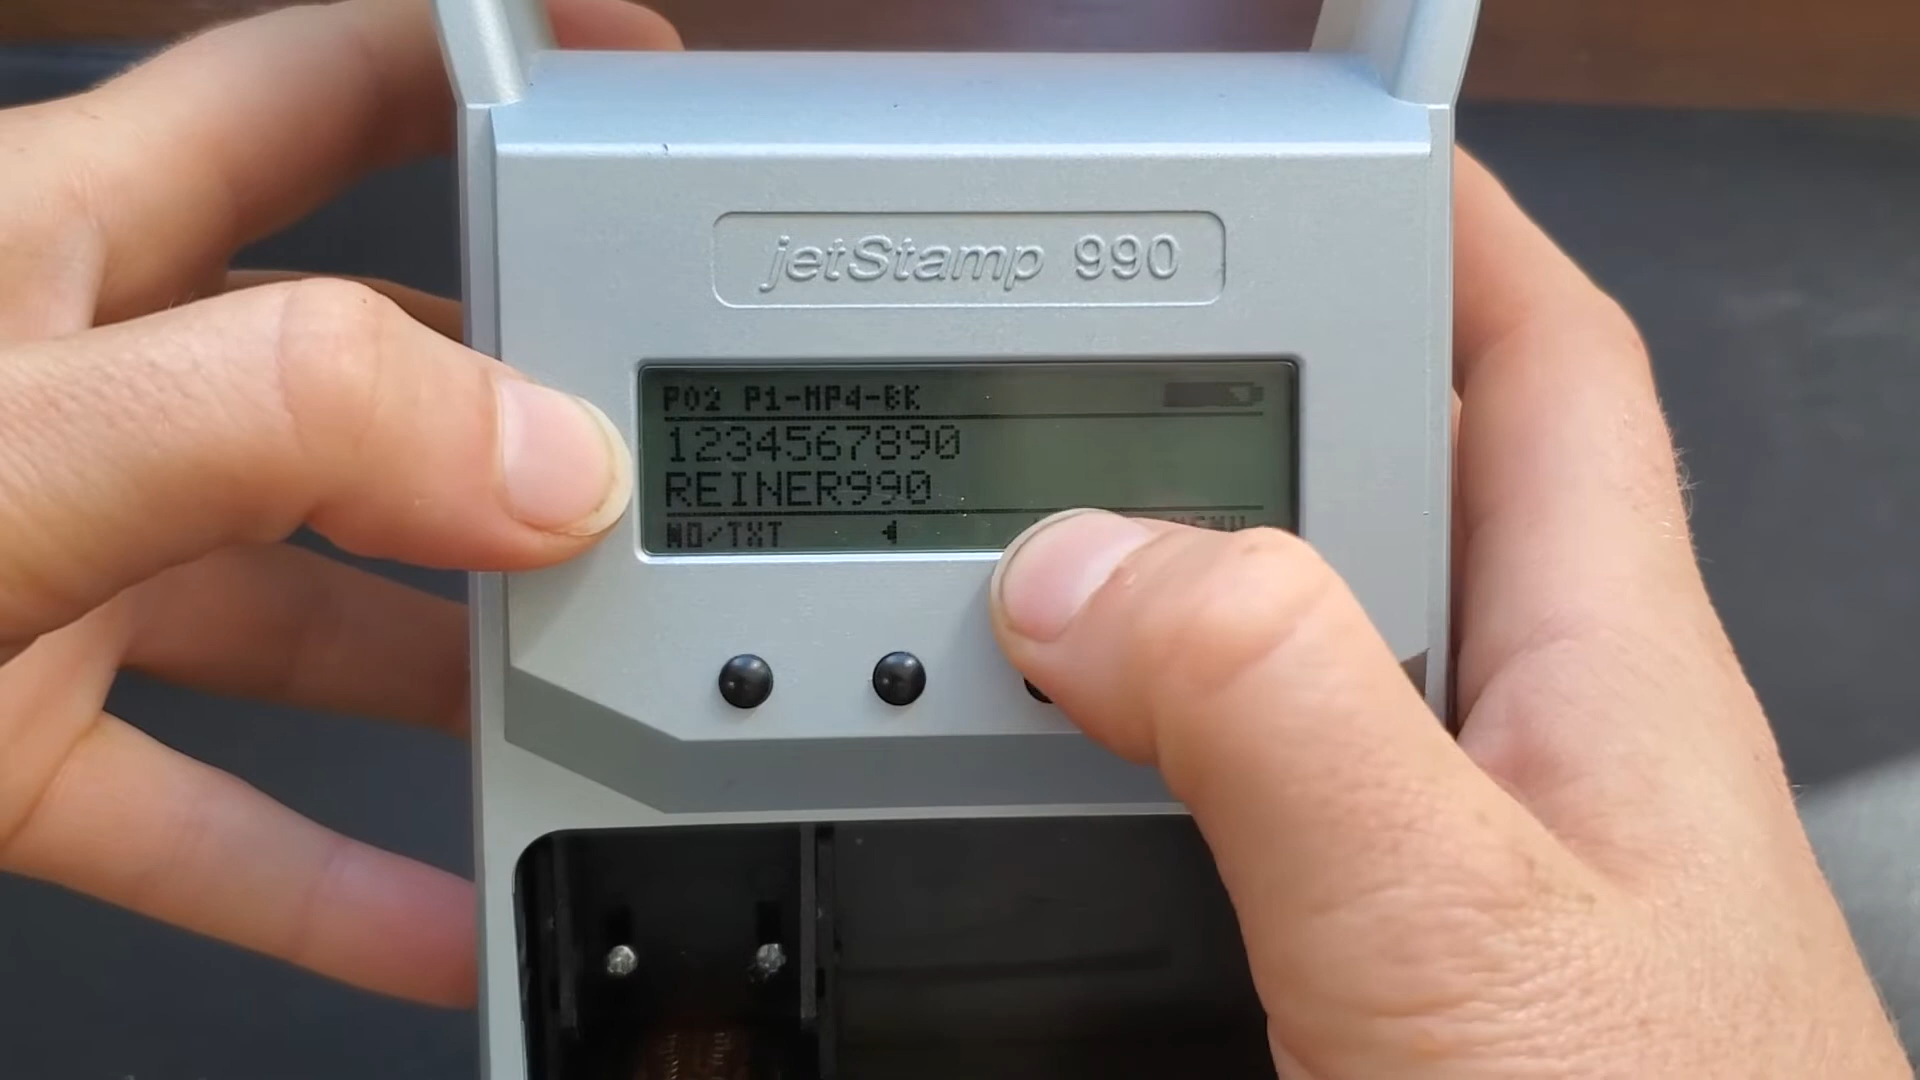 jetStamp 990
P02 P1-MP4-BK
1234567890
REINER990
NO/TXT ◄